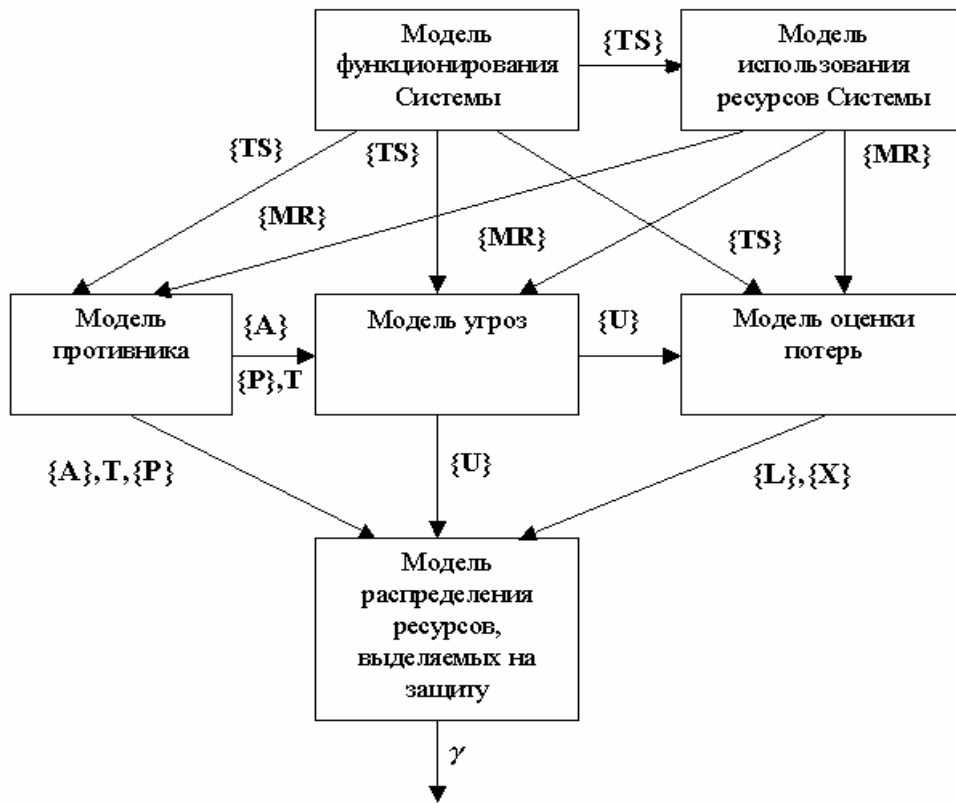 Модель
функционирования
Системы
{TS}
Модель
использования
ресурсов Системы
{TS}
{TS}
{MR}
{MR}
{MR}
{TS}
Модель
противника
{A}
{P},T
Модель угроз
{U}
Модель оценки
потерь
{A},T,{P}
{U}
{L},{X}
Модель
распределения
ресурсов,
выделяемых на
защиту
γ